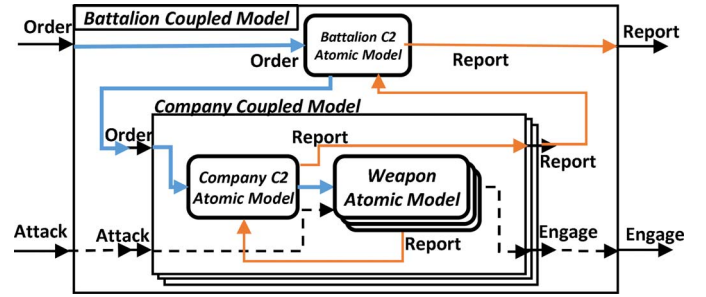 Battalion Coupled Model
Order
Battalion C2
Atomic Model
Report
Order
Report
Company Coupled Model
Order
Report
Report
Company C2
Atomic Model
Weapon
Atomic Model
Attack
Attack
Report
Engage
Engage